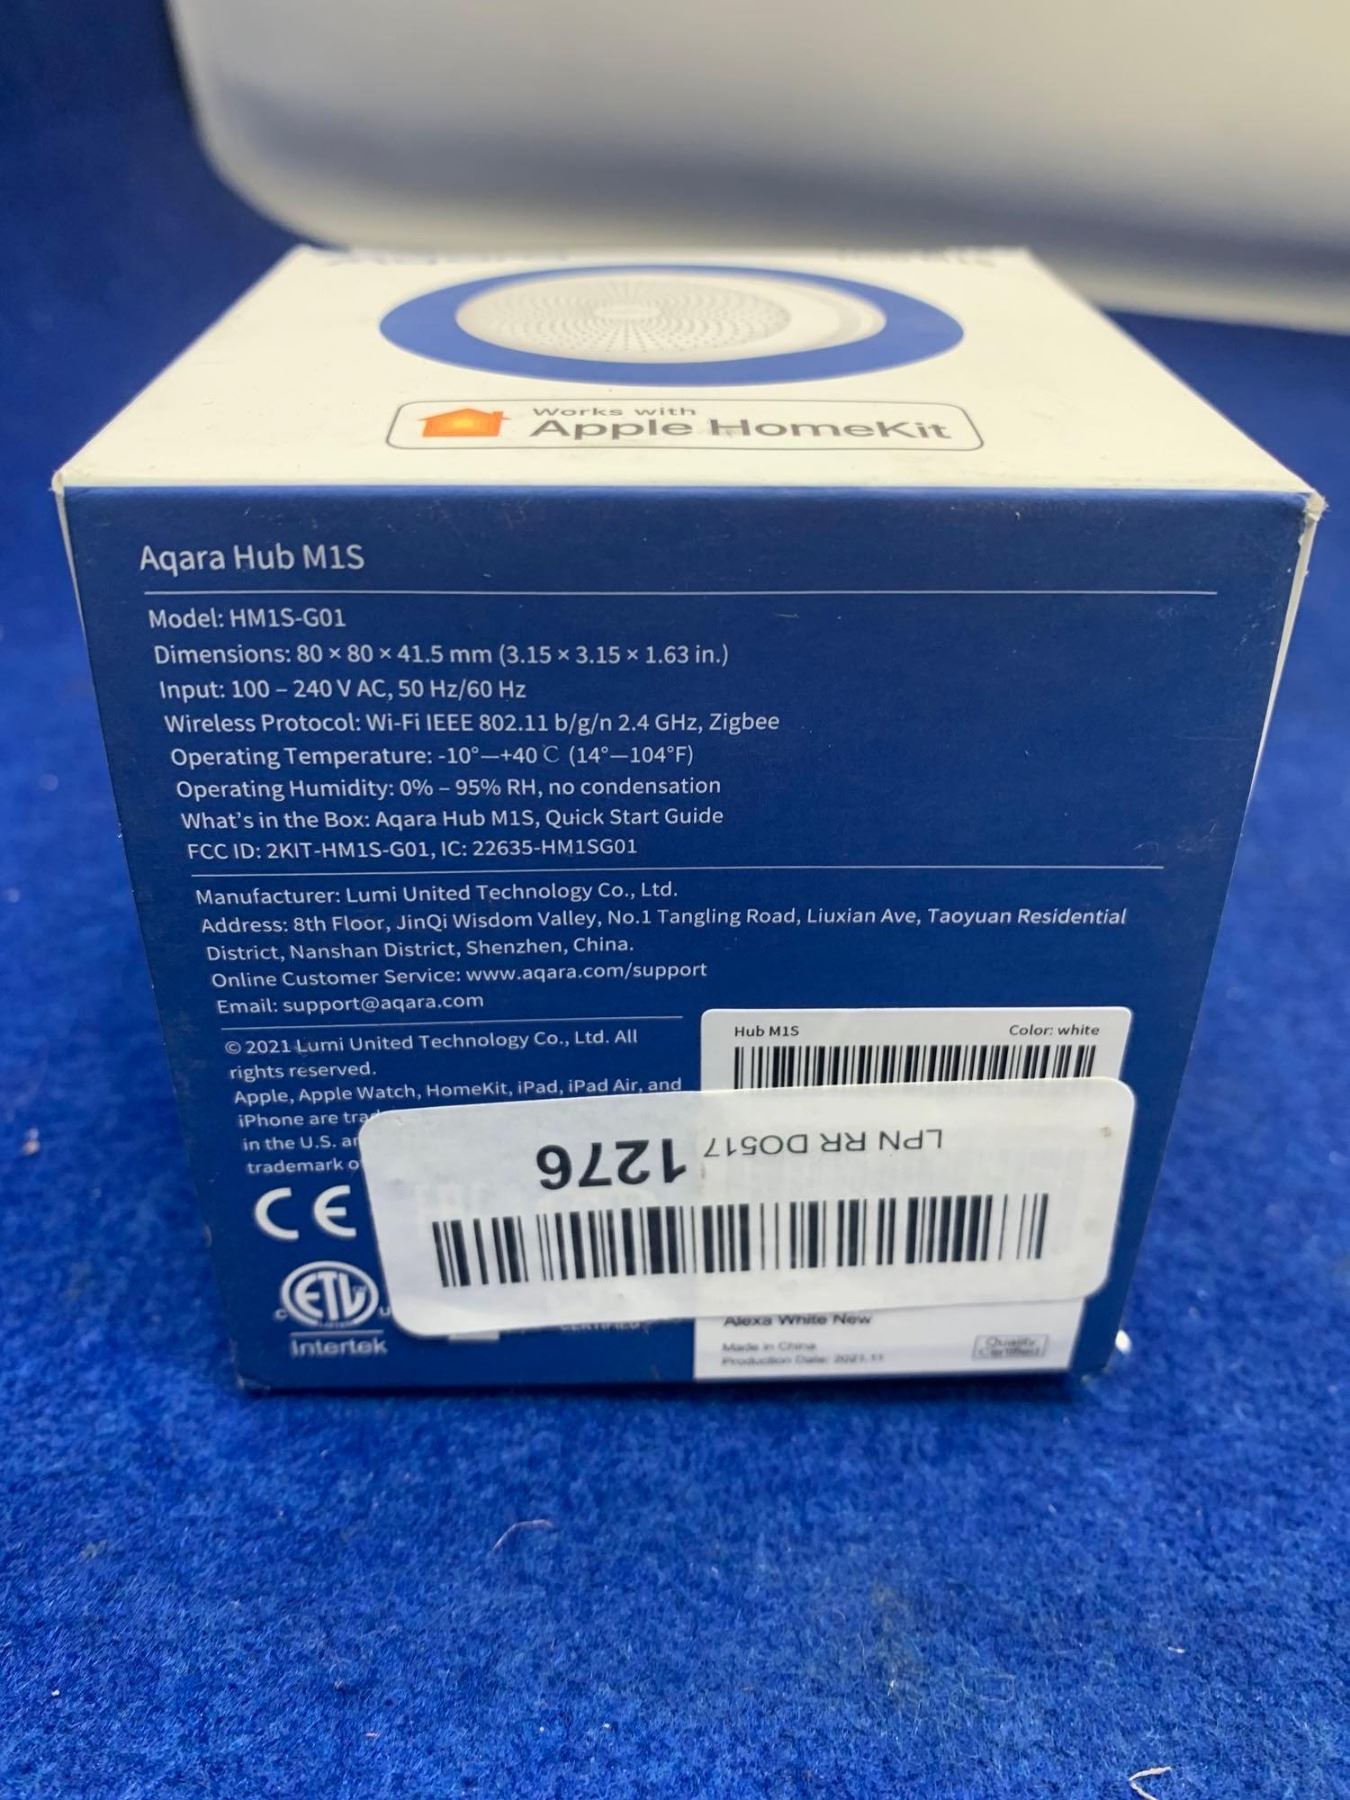 Works with
Apple HomeKit
Aqara Hub M1S
Model: HM1S-G01
Dimensions: 80 × 80 × 41.5 mm (3.15 × 3.15 × 1.63 in.)
Input: 100 – 240 V AC, 50 Hz/60 Hz
Wireless Protocol: Wi-Fi IEEE 802.11 b/g/n 2.4 GHz, Zigbee
Operating Temperature: -10°—+40℃ (14°—104°F)
Operating Humidity: 0% – 95% RH, no condensation
What's in the Box: Aqara Hub M1S, Quick Start Guide
FCC ID: 2KIT-HM1S-G01, IC: 22635-HM1SG01
Manufacturer: Lumi United Technology Co., Ltd.
Address: 8th Floor, JinQi Wisdom Valley, No.1 Tangling Road, Liuxian Ave, Taoyuan Residential
District, Nanshan District, Shenzhen, China.
Online Customer Service: www.aqara.com/support
Email: support@aqara.com
© 2021 Lumi United Technology Co., Ltd. All
rights reserved.
Apple, Apple Watch, HomeKit, iPad, iPad Air, and
iPhone are
in the U.S.
trademark
Hub M1S Color: white
LPN RR DO517 1276
CE
c ETL
Intertek
Alexa White New
Made in China
Production Date: 2021.11
Quality
Certified